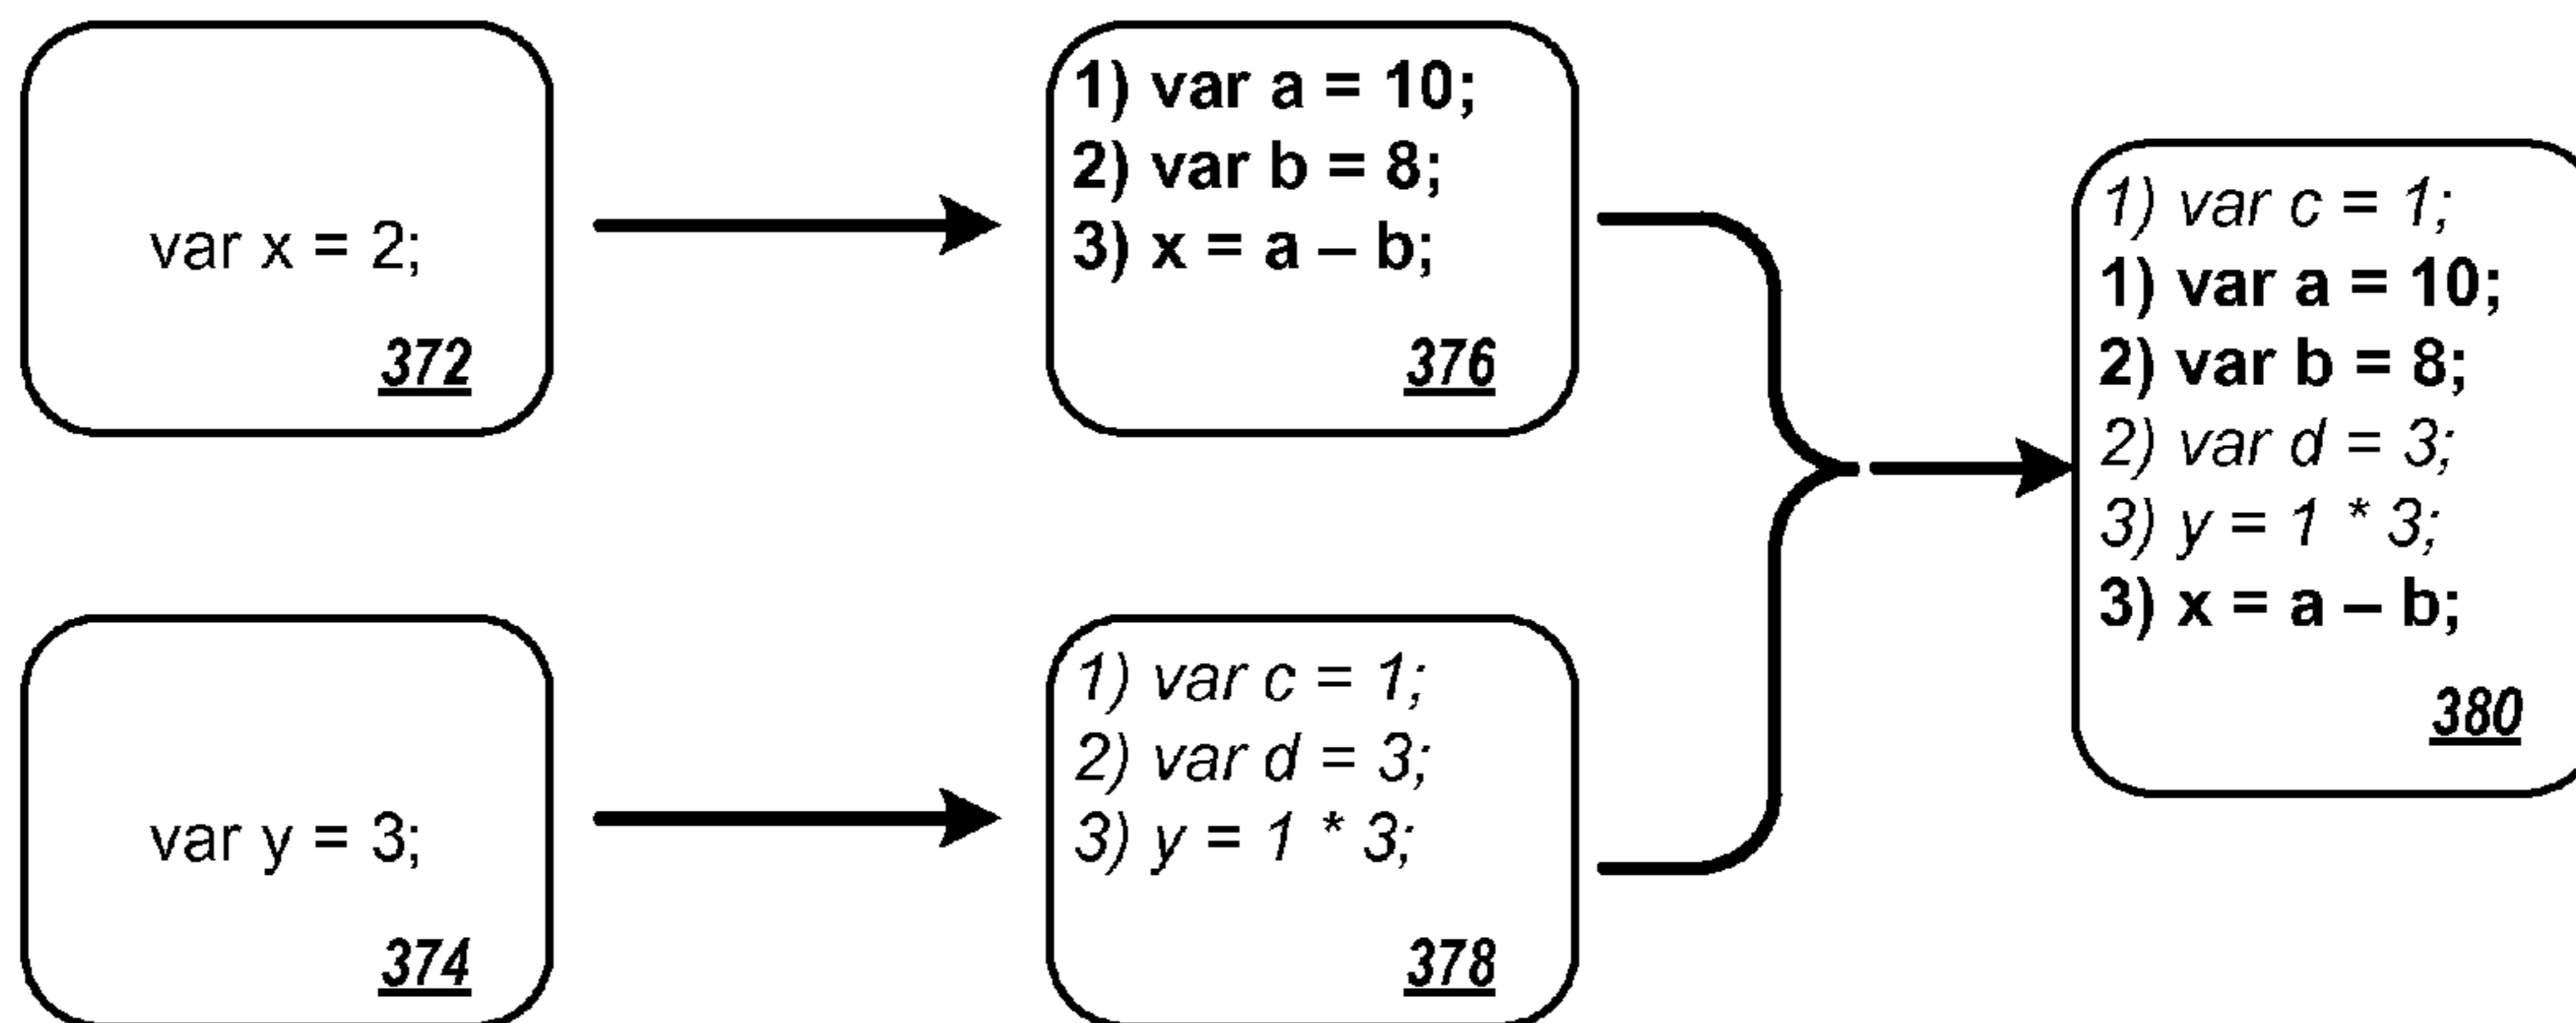 var x = 2;
372
1) var a = 10;
2) var b = 8;
3) x = a – b;
376
var y = 3;
374
1) var c = 1;
2) var d = 3;
3) y = 1 * 3;
378
1) var c = 1;
1) var a = 10;
2) var b = 8;
2) var d = 3;
3) y = 1 * 3;
3) x = a – b;
380